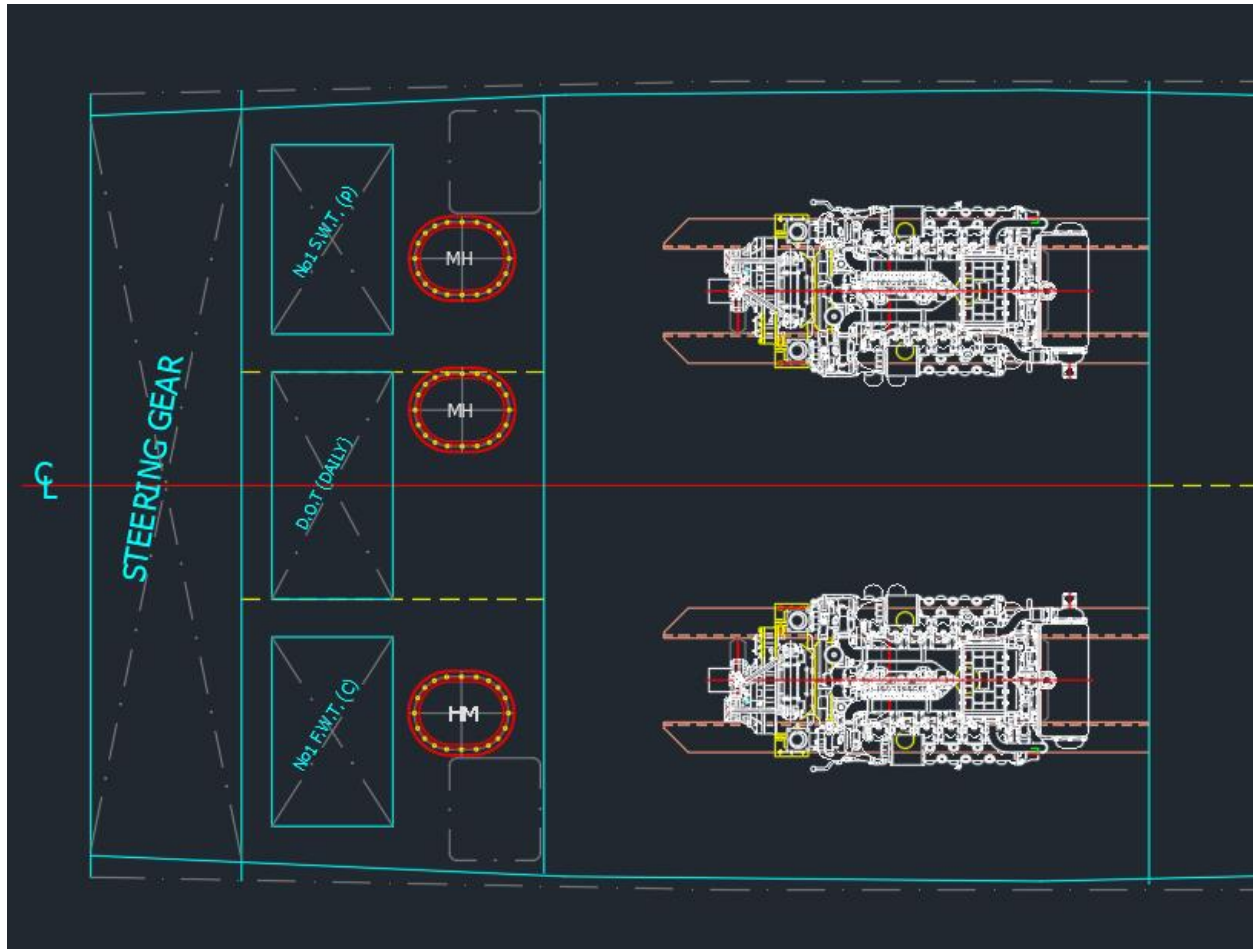 No1 S.W.T. (P)
MH
MH
STEERING GEAR
D.O.T (DAILY)
℄
No1 F.W.T. (C)
HM